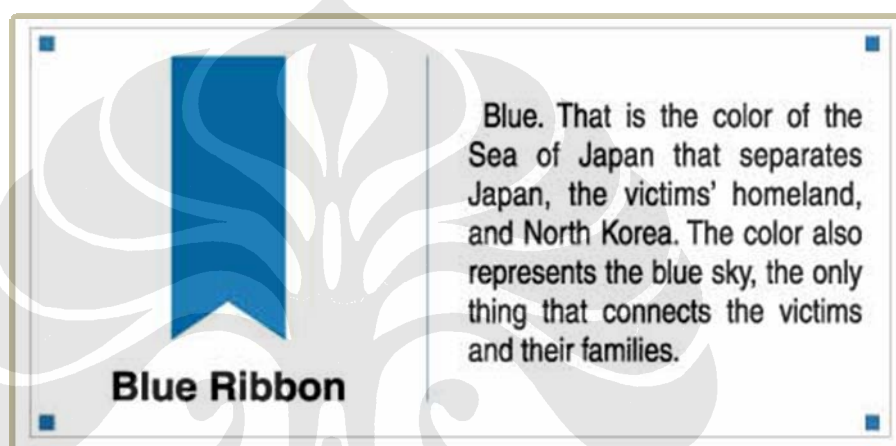 Blue Ribbon
Blue. That is the color of the
Sea of Japan that separates
Japan, the victims' homeland,
and North Korea. The color also
represents the blue sky, the only
thing that connects the victims
and their families.